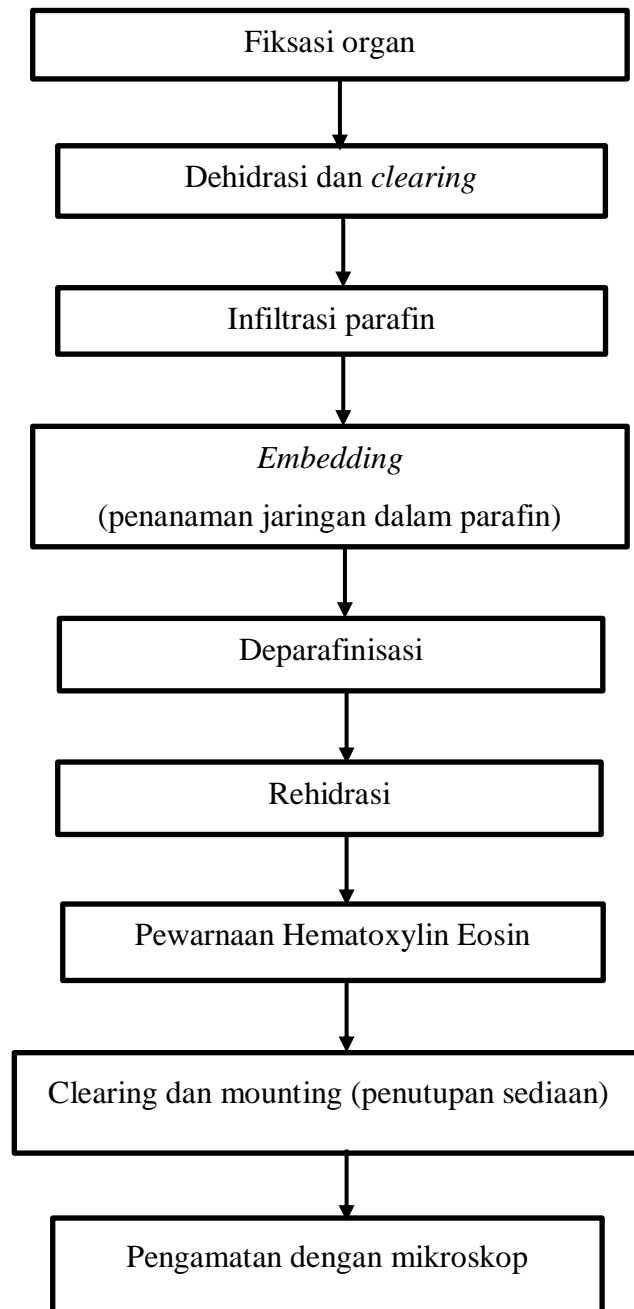 Fiksasi organ
Dehidrasi dan clearing
Infiltrasi parafin
Embedding
(penanaman jaringan dalam parafin)
Deparafinisasi
Rehidrasi
Pewarnaan Hematoxylin Eosin
Clearing dan mounting (penutupan sediaan)
Pengamatan dengan mikroskop